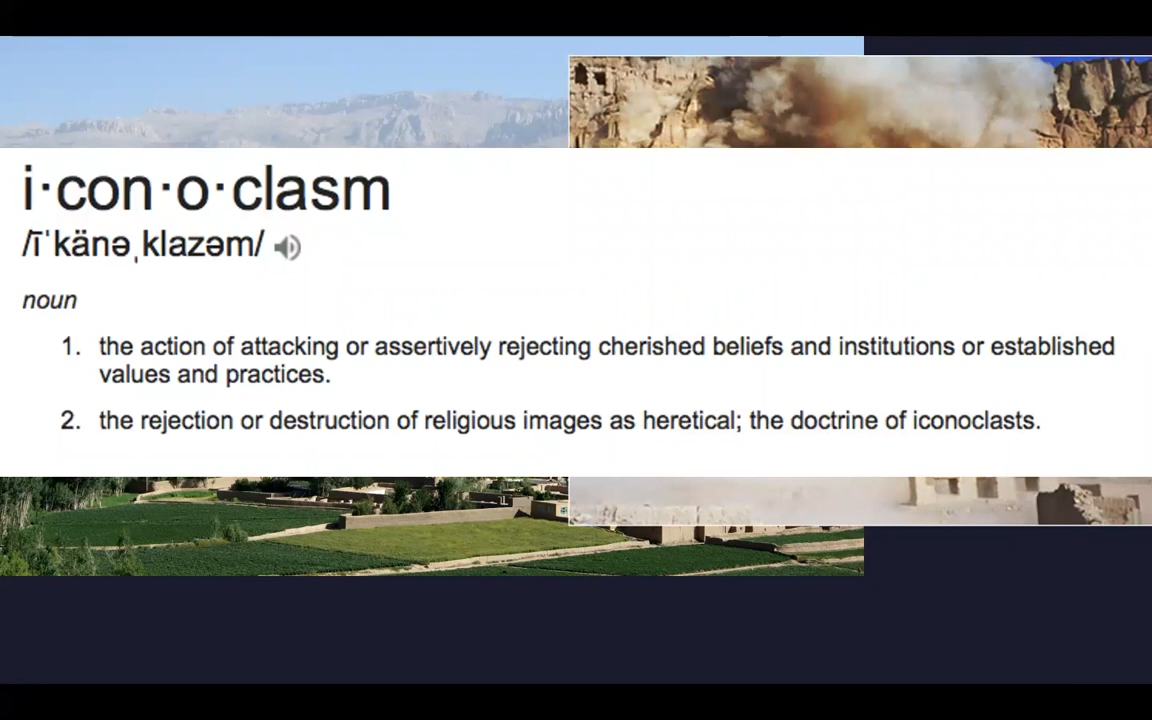 i·con·o·clasm
/īˈkänəˌklazəm/
noun
1. the action of attacking or assertively rejecting cherished beliefs and institutions or established
values and practices.
2. the rejection or destruction of religious images as heretical; the doctrine of iconoclasts.